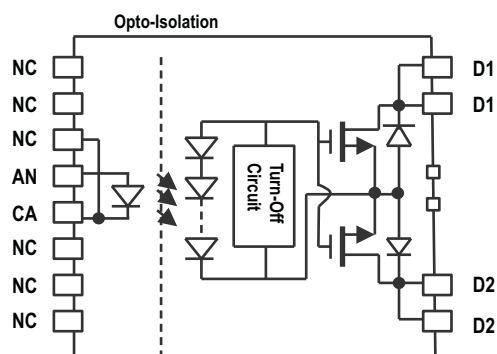 Opto-Isolation
NC
NC
NC
AN
CA
NC
NC
NC
Turn-Off
Circuit
D1
D1
D2
D2